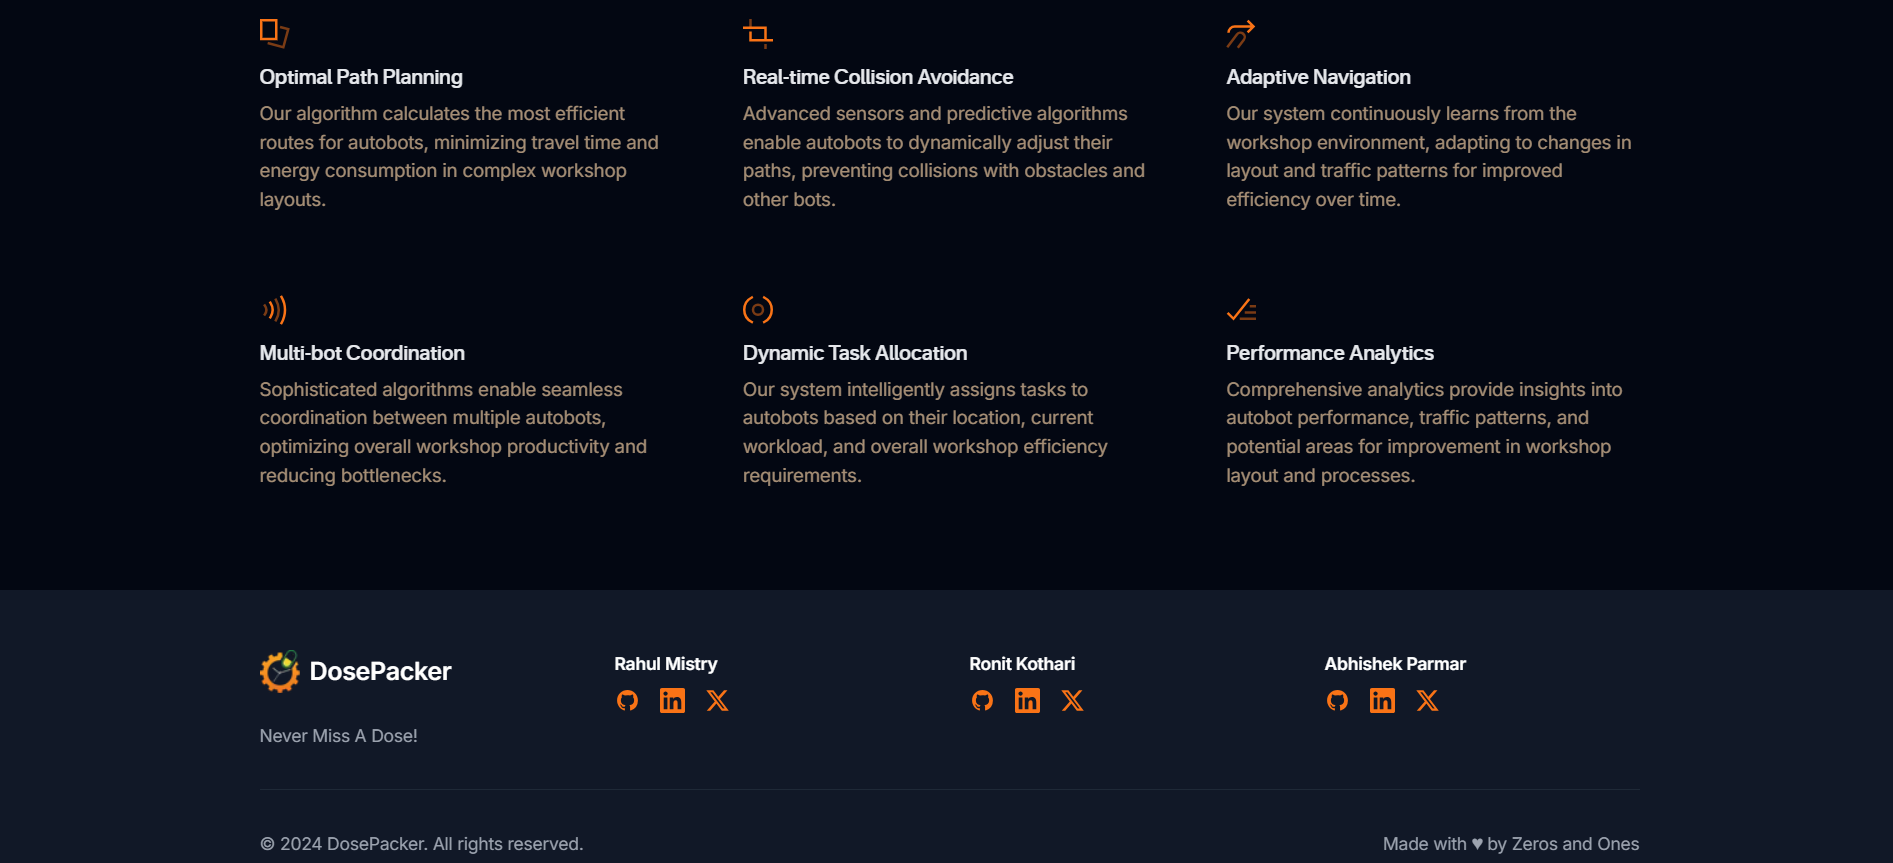 Optimal Path Planning
Our algorithm calculates the most efficient
routes for autobots, minimizing travel time and
energy consumption in complex workshop
layouts.
Real-time Collision Avoidance
Advanced sensors and predictive algorithms
enable autobots to dynamically adjust their
paths, preventing collisions with obstacles and
other bots.
Adaptive Navigation
Our system continuously learns from the
workshop environment, adapting to changes in
layout and traffic patterns for improved
efficiency over time.
Multi-bot Coordination
Sophisticated algorithms enable seamless
coordination between multiple autobots,
optimizing overall workshop productivity and
reducing bottlenecks.
Dynamic Task Allocation
Our system intelligently assigns tasks to
autobots based on their location, current
workload, and overall workshop efficiency
requirements.
Performance Analytics
Comprehensive analytics provide insights into
autobot performance, traffic patterns, and
potential areas for improvement in workshop
layout and processes.
DosePacker
Never Miss A Dose!
Rahul Mistry
Ronit Kothari
Abhishek Parmar
© 2024 DosePacker. All rights reserved.
Made with ♥ by Zeros and Ones